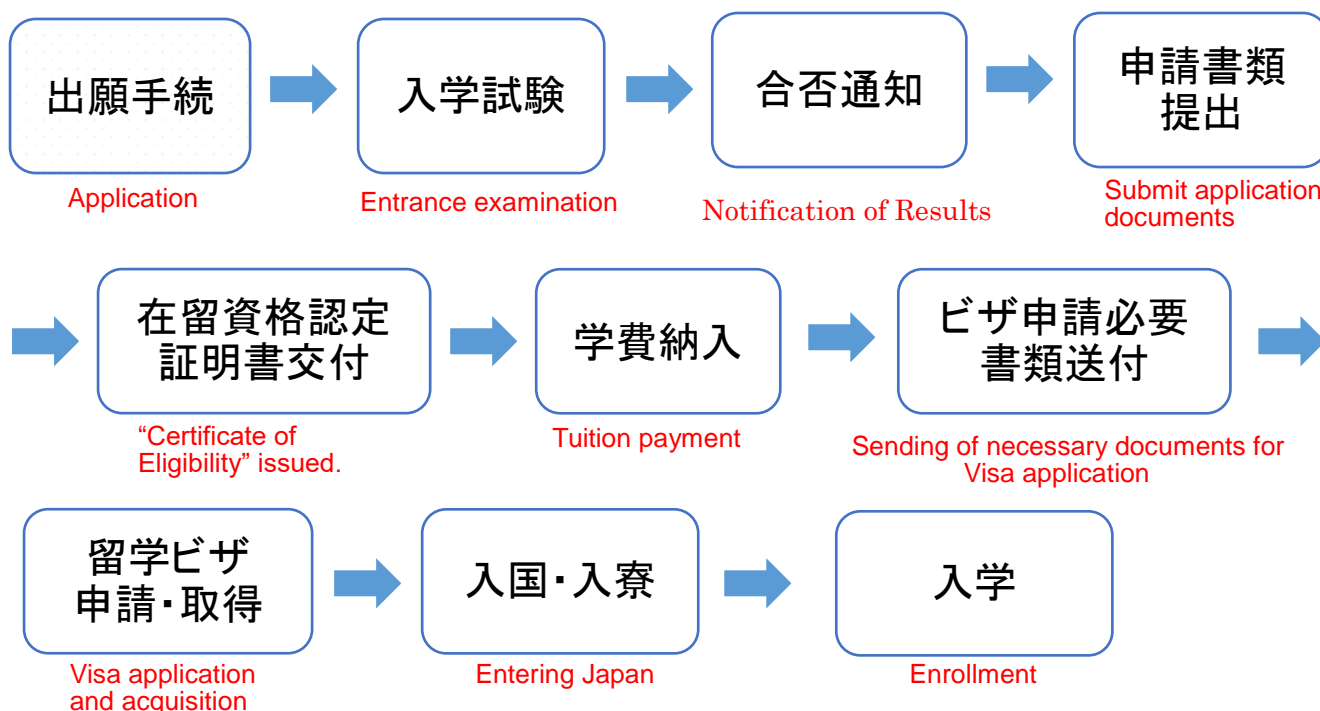 出願手続
入学試験
合否通知
申請書類
提出
Application
Entrance examination
Notification of Results
Submit application
documents
在留資格認定
証明書交付
学費納入
ビザ申請必要
書類送付
“Certificate of
Eligibility” issued.
Tuition payment
Sending of necessary documents for
Visa application
留学ビザ
申請・取得
入国・入寮
入学
Visa application
and acquisition
Entering Japan
Enrollment